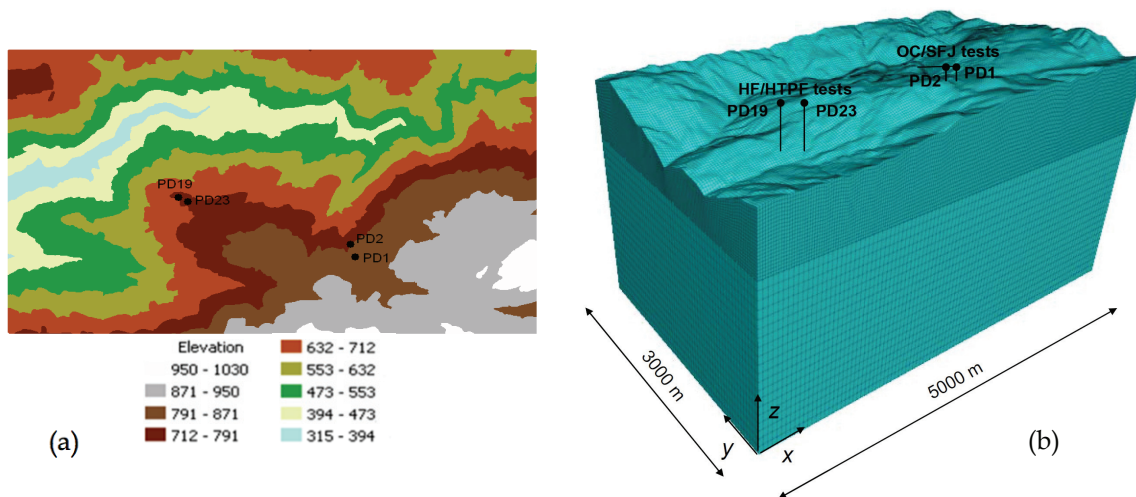 PD19
PD23
PD2
PD1
Elevation
950 - 1030
871 - 950
791 - 871
712 - 791
632 - 712
553 - 632
473 - 553
394 - 473
315 - 394
(a)
OC/SFJ tests
PD2 PD1
HF/HTPF tests
PD19 PD23
3000 m
5000 m
z
y
x
(b)